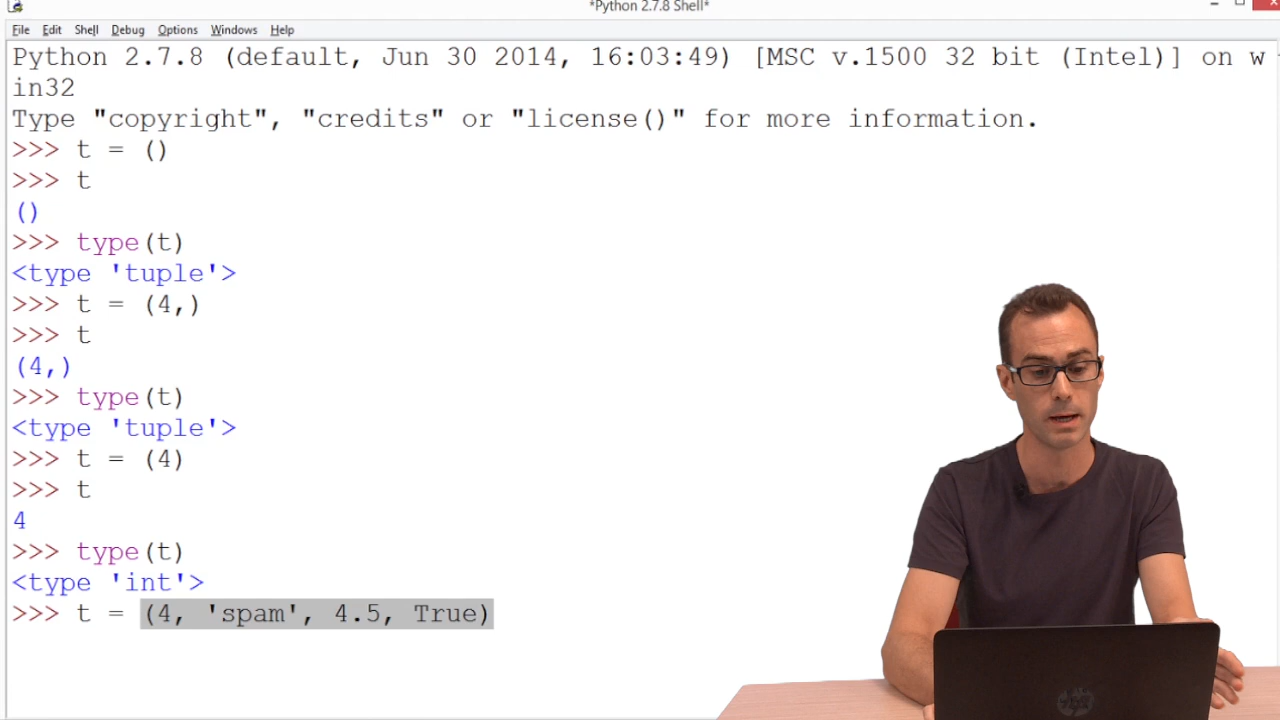 *Python 2.7.8 Shell*
File Edit Shell Debug Options Windows Help
Python 2.7.8 (default, Jun 30 2014, 16:03:49) [MSC v.1500 32 bit (Intel)] on w
in32
Type "copyright", "credits" or "license()" for more information.
>>> t = ()
>>> t
()
>>> type(t)
<type 'tuple'>
>>> t = (4,)
>>> t
(4,)
>>> type(t)
<type 'tuple'>
>>> t = (4)
>>> t
4
>>> type(t)
<type 'int'>
>>> t = (4, 'spam', 4.5, True)